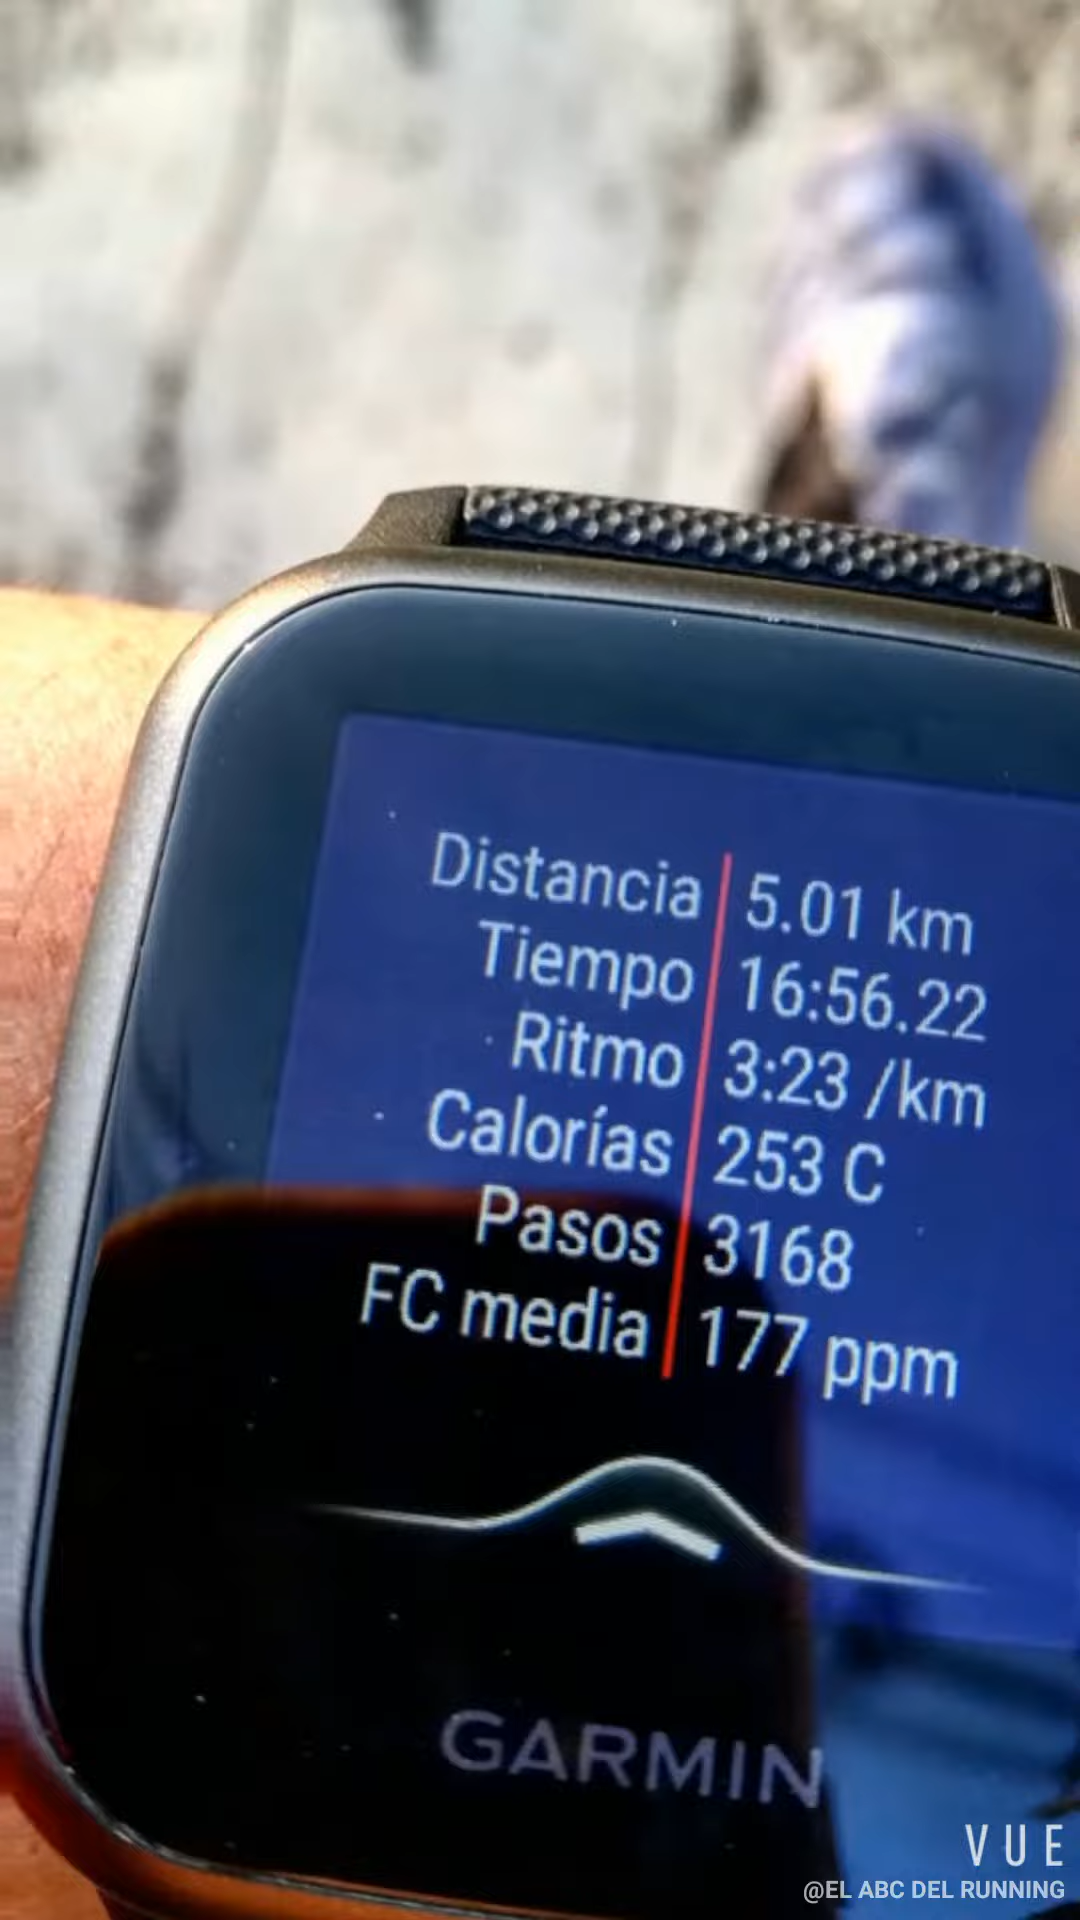 Distancia 5.01 km
Tiempo 16:56.22
Ritmo 3:23 /km
Calorías 253 C
Pasos 3168
FC media 177 ppm
GARMIN
VUE
@EL ABC DEL RUNNING